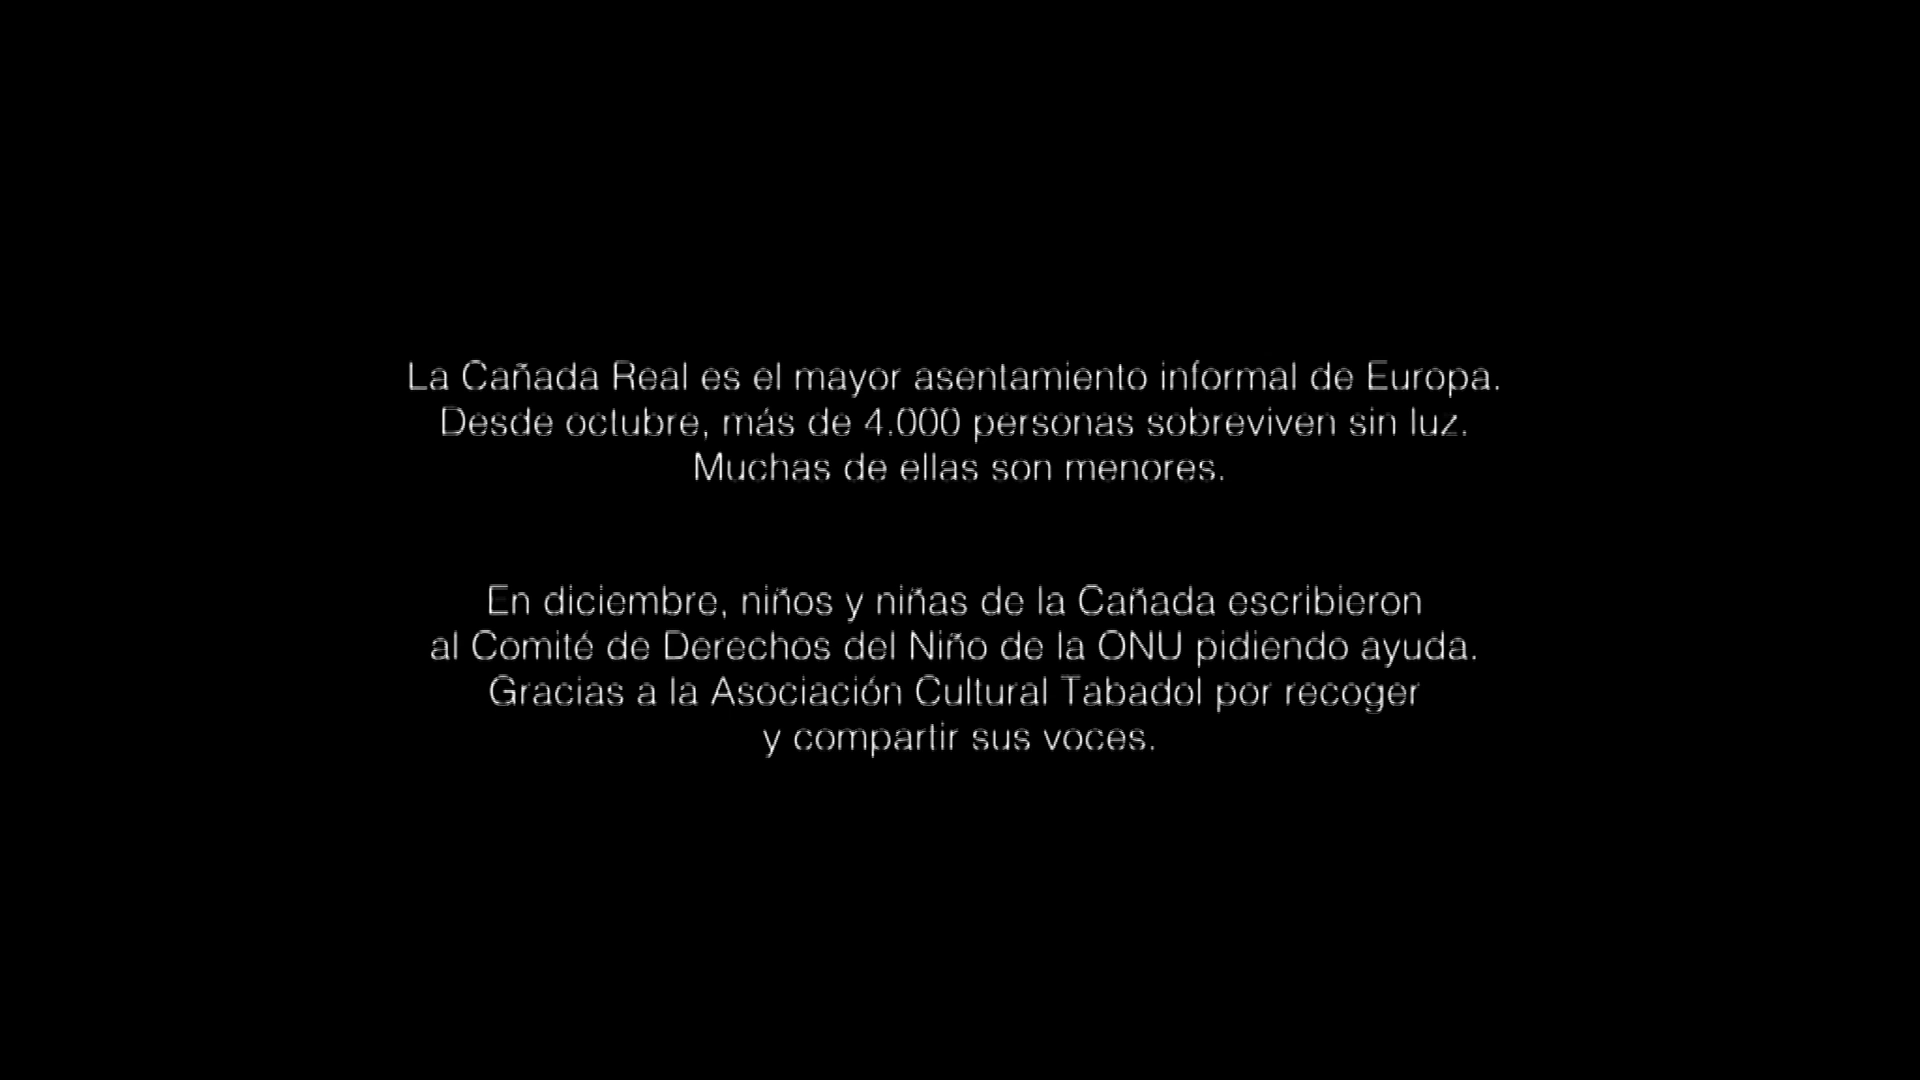 La Cañada Real es el mayor asentamiento informal de Europa.
Desde octubre, más de 4.000 personas sobreviven sin luz.
Muchas de ellas son menores.
En diciembre, niños y niñas de la Cañada escribieron
al Comité de Derechos del Niño de la ONU pidiendo ayuda.
Gracias a la Asociación Cultural Tabadol por recoger
y compartir sus voces.